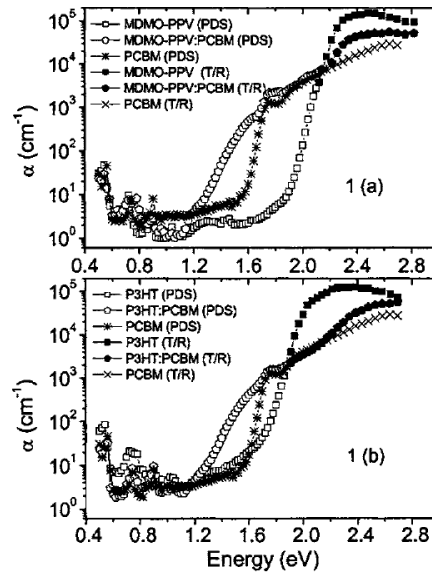 10⁵
10⁴
10³
10²
10¹
10⁰
α (cm⁻¹)
MDMO-PPV (PDS)
MDMO-PPV:PCBM (PDS)
PCBM (PDS)
MDMO-PPV (T/R)
MDMO-PPV:PCBM (T/R)
PCBM (T/R)
1 (a)
0.4 0.8 1.2 1.6 2.0 2.4 2.8
10⁵
10⁴
10³
10²
10¹
10⁰
α (cm⁻¹)
P3HT (PDS)
P3HT:PCBM (PDS)
PCBM (PDS)
P3HT (T/R)
P3HT:PCBM (T/R)
PCBM (T/R)
1 (b)
0.4 0.8 1.2 1.6 2.0 2.4 2.8
Energy (eV)